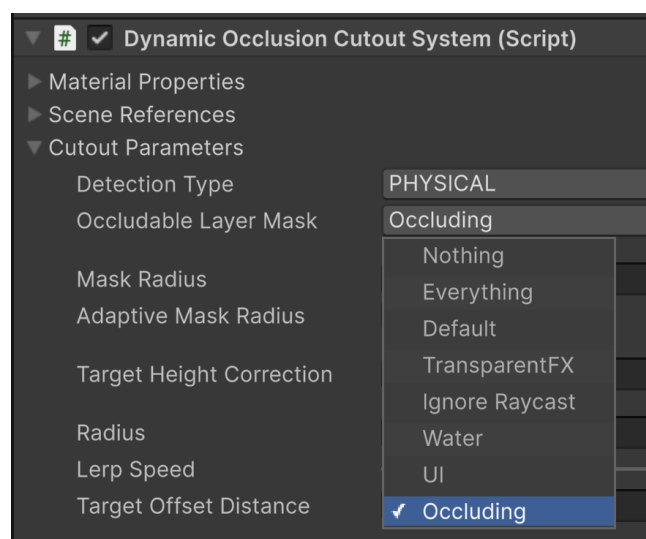 # Dynamic Occlusion Cutout System (Script)
Material Properties
Scene References
Cutout Parameters
Detection Type PHYSICAL
Occludable Layer Mask Occluding
Nothing
Mask Radius
Everything
Adaptive Mask Radius
Default
TransparentFX
Target Height Correction
Ignore Raycast
Radius
Water
Lerp Speed
UI
Target Offset Distance
Occluding